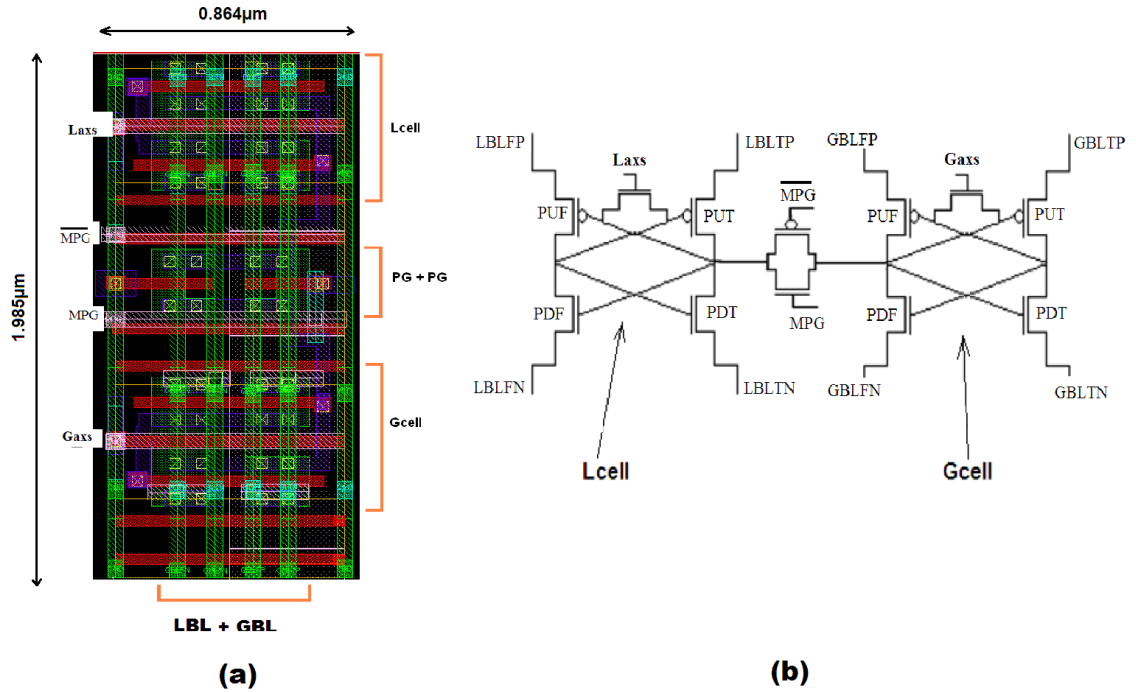 0.864µm
1.985µm
Laxs
Lcell
MPG
PG + PG
MPG
Gaxs
Gcell
LBL + GBL
(a)
LBLFP
Laxs
LBLTP
GBLFP
Gaxs
GBLTP
MPG
PUF
PUT
PUF
PUT
PDF
PDT
MPG
PDF
PDT
LBLFN
LBLTN
GBLFN
GBLTN
Lcell
Gcell
(b)